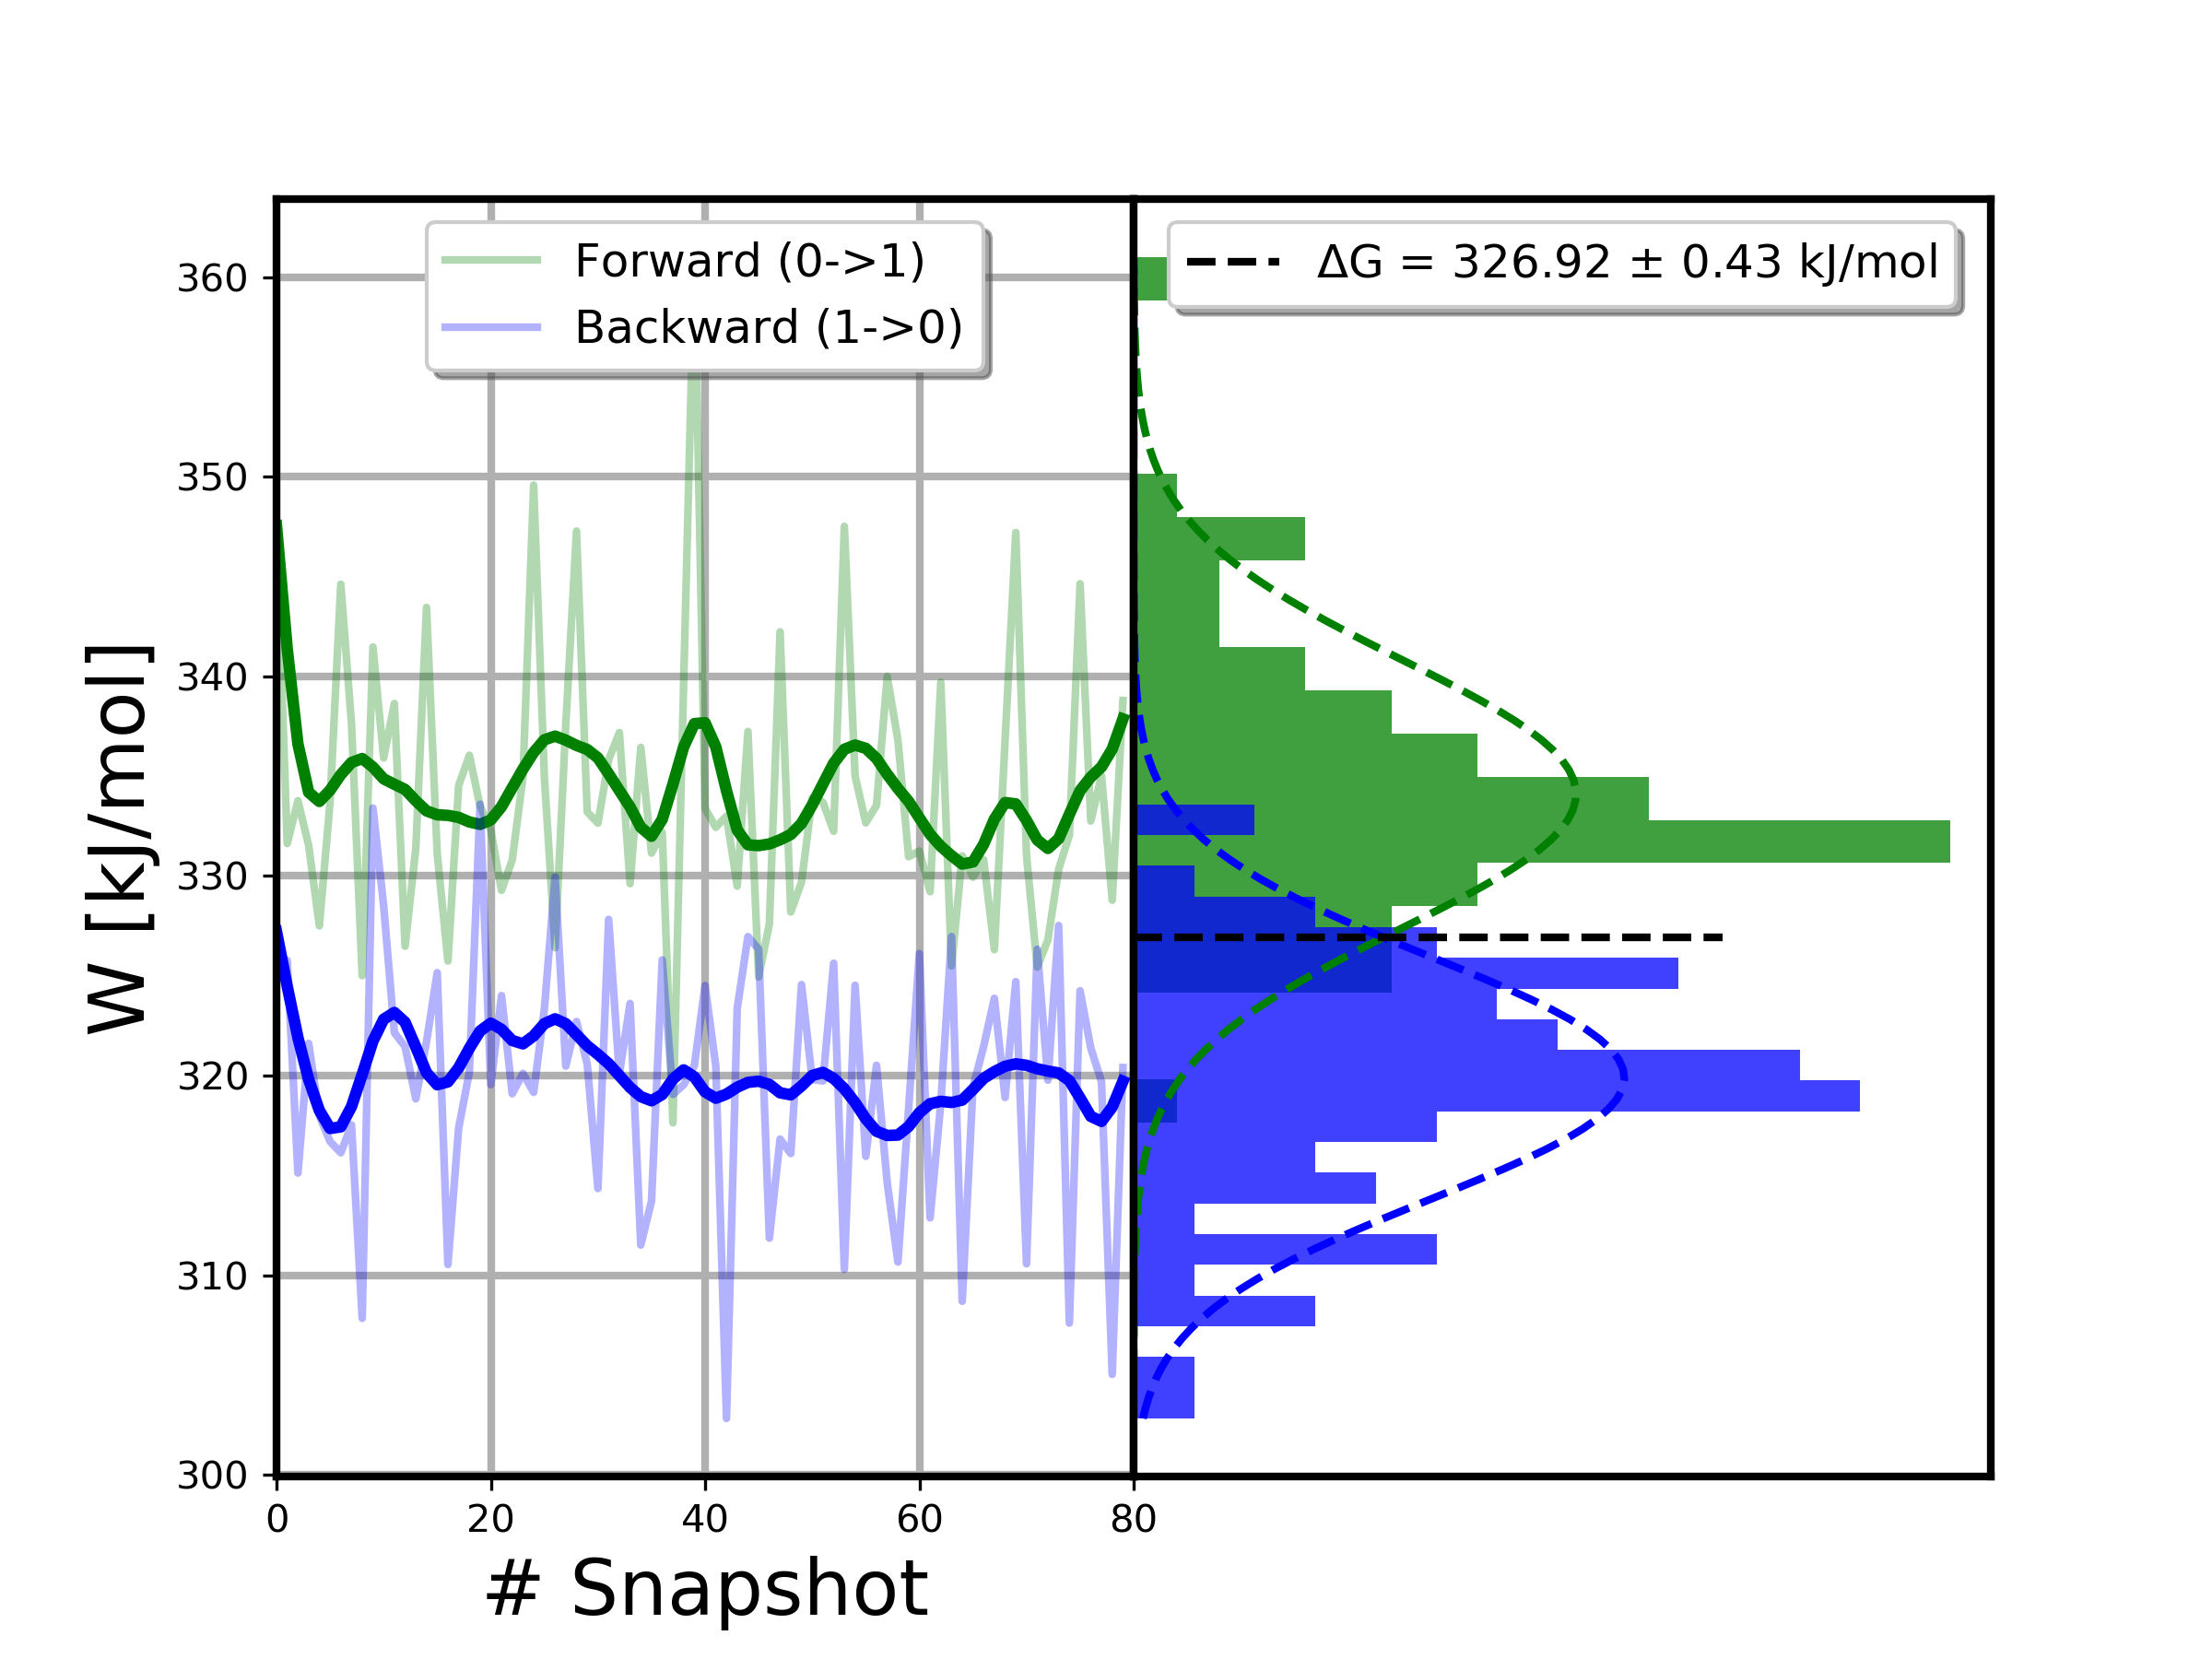 Forward (0->1)
Backward (1->0)
ΔG = 326.92 ± 0.43 kJ/mol
W [kJ/mol]
360
350
340
330
320
310
300
0 20 40 60 80
# Snapshot